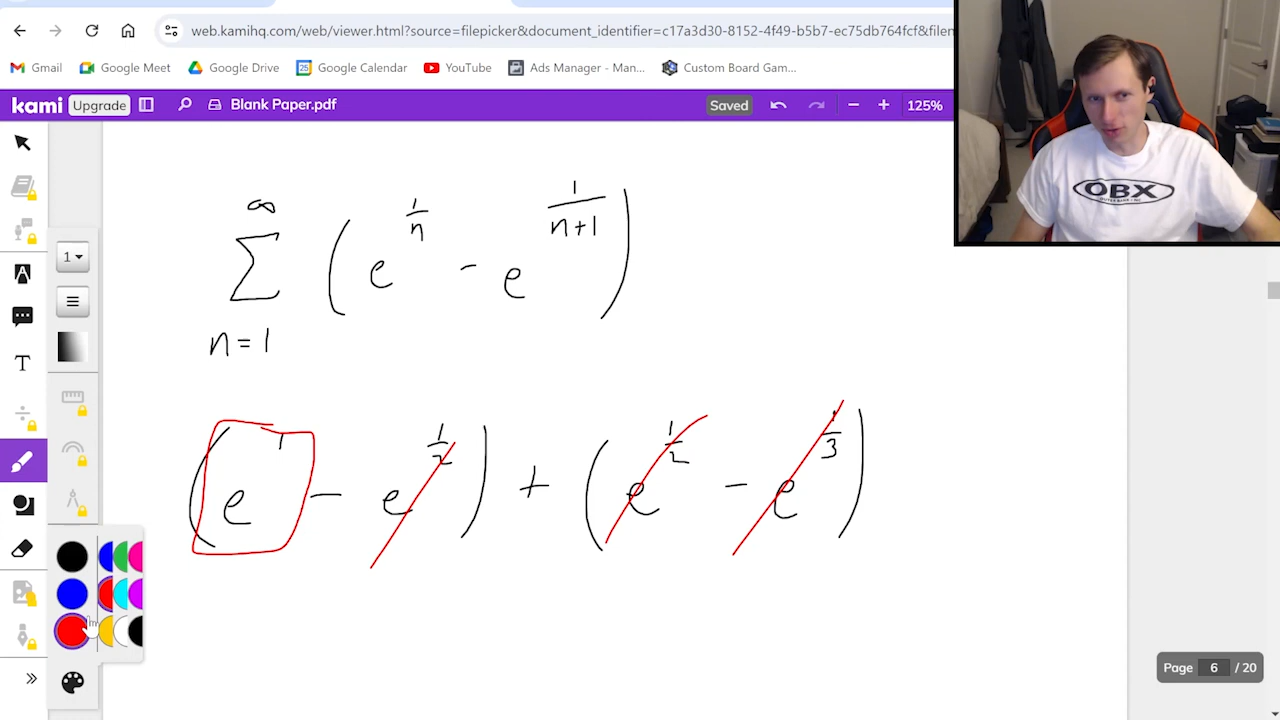 web.kamihq.com/web/viewer.html?source=filepicker&document_identifier=c17a3d30-8152-4f49-b5b7-ec75db764fcf&filen
Gmail Google Meet Google Drive 25 Google Calendar YouTube Ads Manager - Man... Custom Board Gam...
kami Upgrade Blank Paper.pdf Saved 125%
OBX
1
A
T
∞
∑ (e^(1/n) - e^(1/(n+1)))
n=1
(e^1 - e^(1/2)) + (e^(1/2) - e^(1/3))
Page 6 / 20